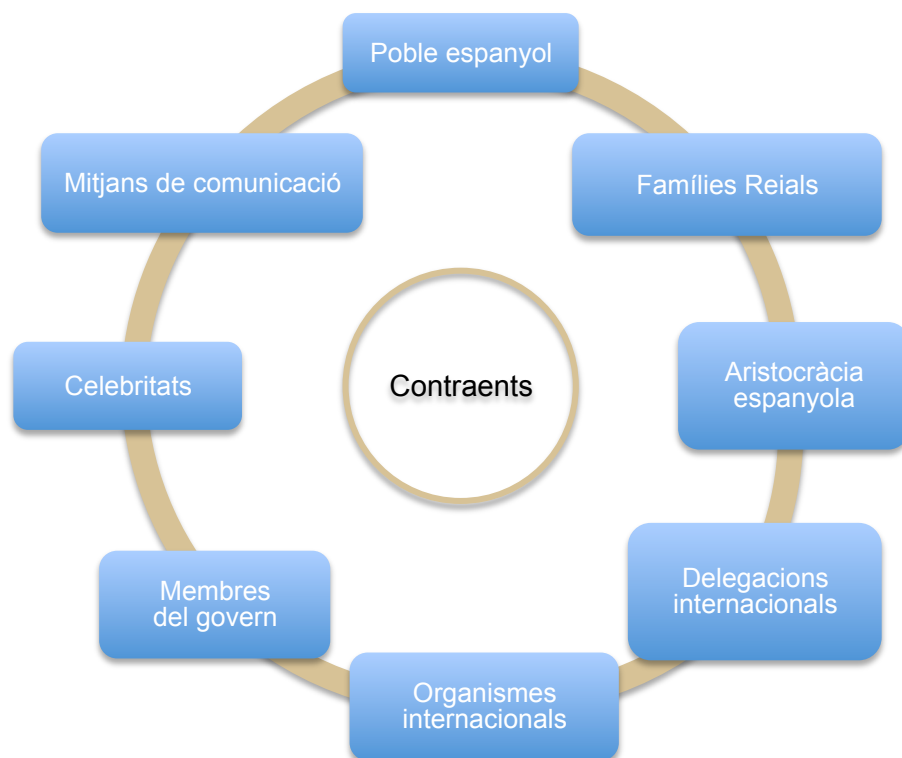 Poble espanyol
Mitjans de comunicació
Famílies Reials
Celebritats
Contraents
Aristocràcia
espanyola
Membres
del govern
Delegacions
internacionals
Organismes
internacionals